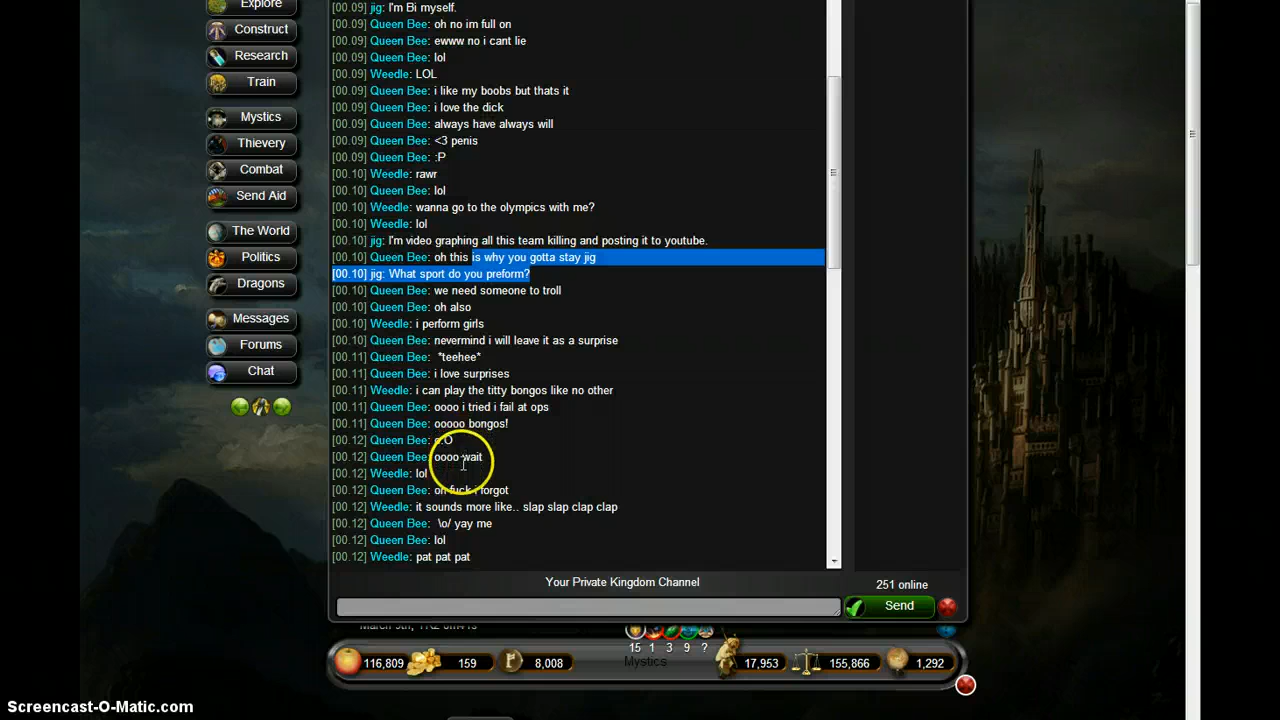 Explore
Construct
Research
Train
Mystics
Thievery
Combat
Send Aid
The World
Politics
Dragons
Messages
Forums
Chat
[00.09] jig: I'm Bi myself.
[00.09] Queen Bee: oh no im full on
[00.09] Queen Bee: ewww no i cant lie
[00.09] Queen Bee: lol
[00.09] Weedle: LOL
[00.09] Queen Bee: i like my boobs but thats it
[00.09] Queen Bee: i love the dick
[00.09] Queen Bee: always have always will
[00.09] Queen Bee: <3 penis
[00.09] Queen Bee: :P
[00.10] Weedle: rawr
[00.10] Queen Bee: lol
[00.10] Weedle: wanna go to the olympics with me?
[00.10] Weedle: lol
[00.10] jig: I'm video graphing all this team killing and posting it to youtube.
[00.10] Queen Bee: oh this is why you gotta stay jig
[00.10] jig: What sport do you preform?
[00.10] Queen Bee: we need someone to troll
[00.10] Queen Bee: oh also
[00.10] Weedle: i perform girls
[00.10] Queen Bee: nevermind i will leave it as a surprise
[00.11] Queen Bee: *teehee*
[00.11] Queen Bee: i love surprises
[00.11] Weedle: i can play the titty bongos like no other
[00.11] Queen Bee: oooo i tried i fail at ops
[00.11] Queen Bee: ooooo bongos!
[00.12] Queen Bee: o.O
[00.12] Queen Bee: oooo wait
[00.12] Weedle: lol
[00.12] Queen Bee: oh fuck i forgot
[00.12] Weedle: it sounds more like.. slap slap clap clap
[00.12] Queen Bee: \o/ yay me
[00.12] Queen Bee: lol
[00.12] Weedle: pat pat pat
Your Private Kingdom Channel
251 online
Send
15 1 3 9 ?
Mystics
116,809 159 8,008 17,953 155,866 1,292
Screencast-O-Matic.com